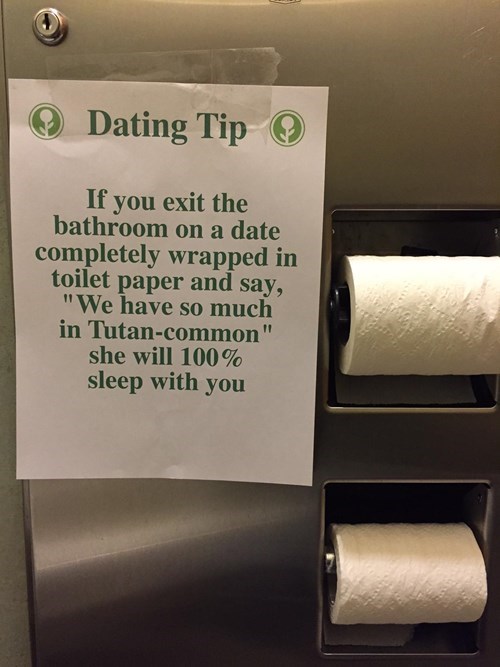 Dating Tip
If you exit the
bathroom on a date
completely wrapped in
toilet paper and say,
"We have so much
in Tutan-common"
she will 100%
sleep with you